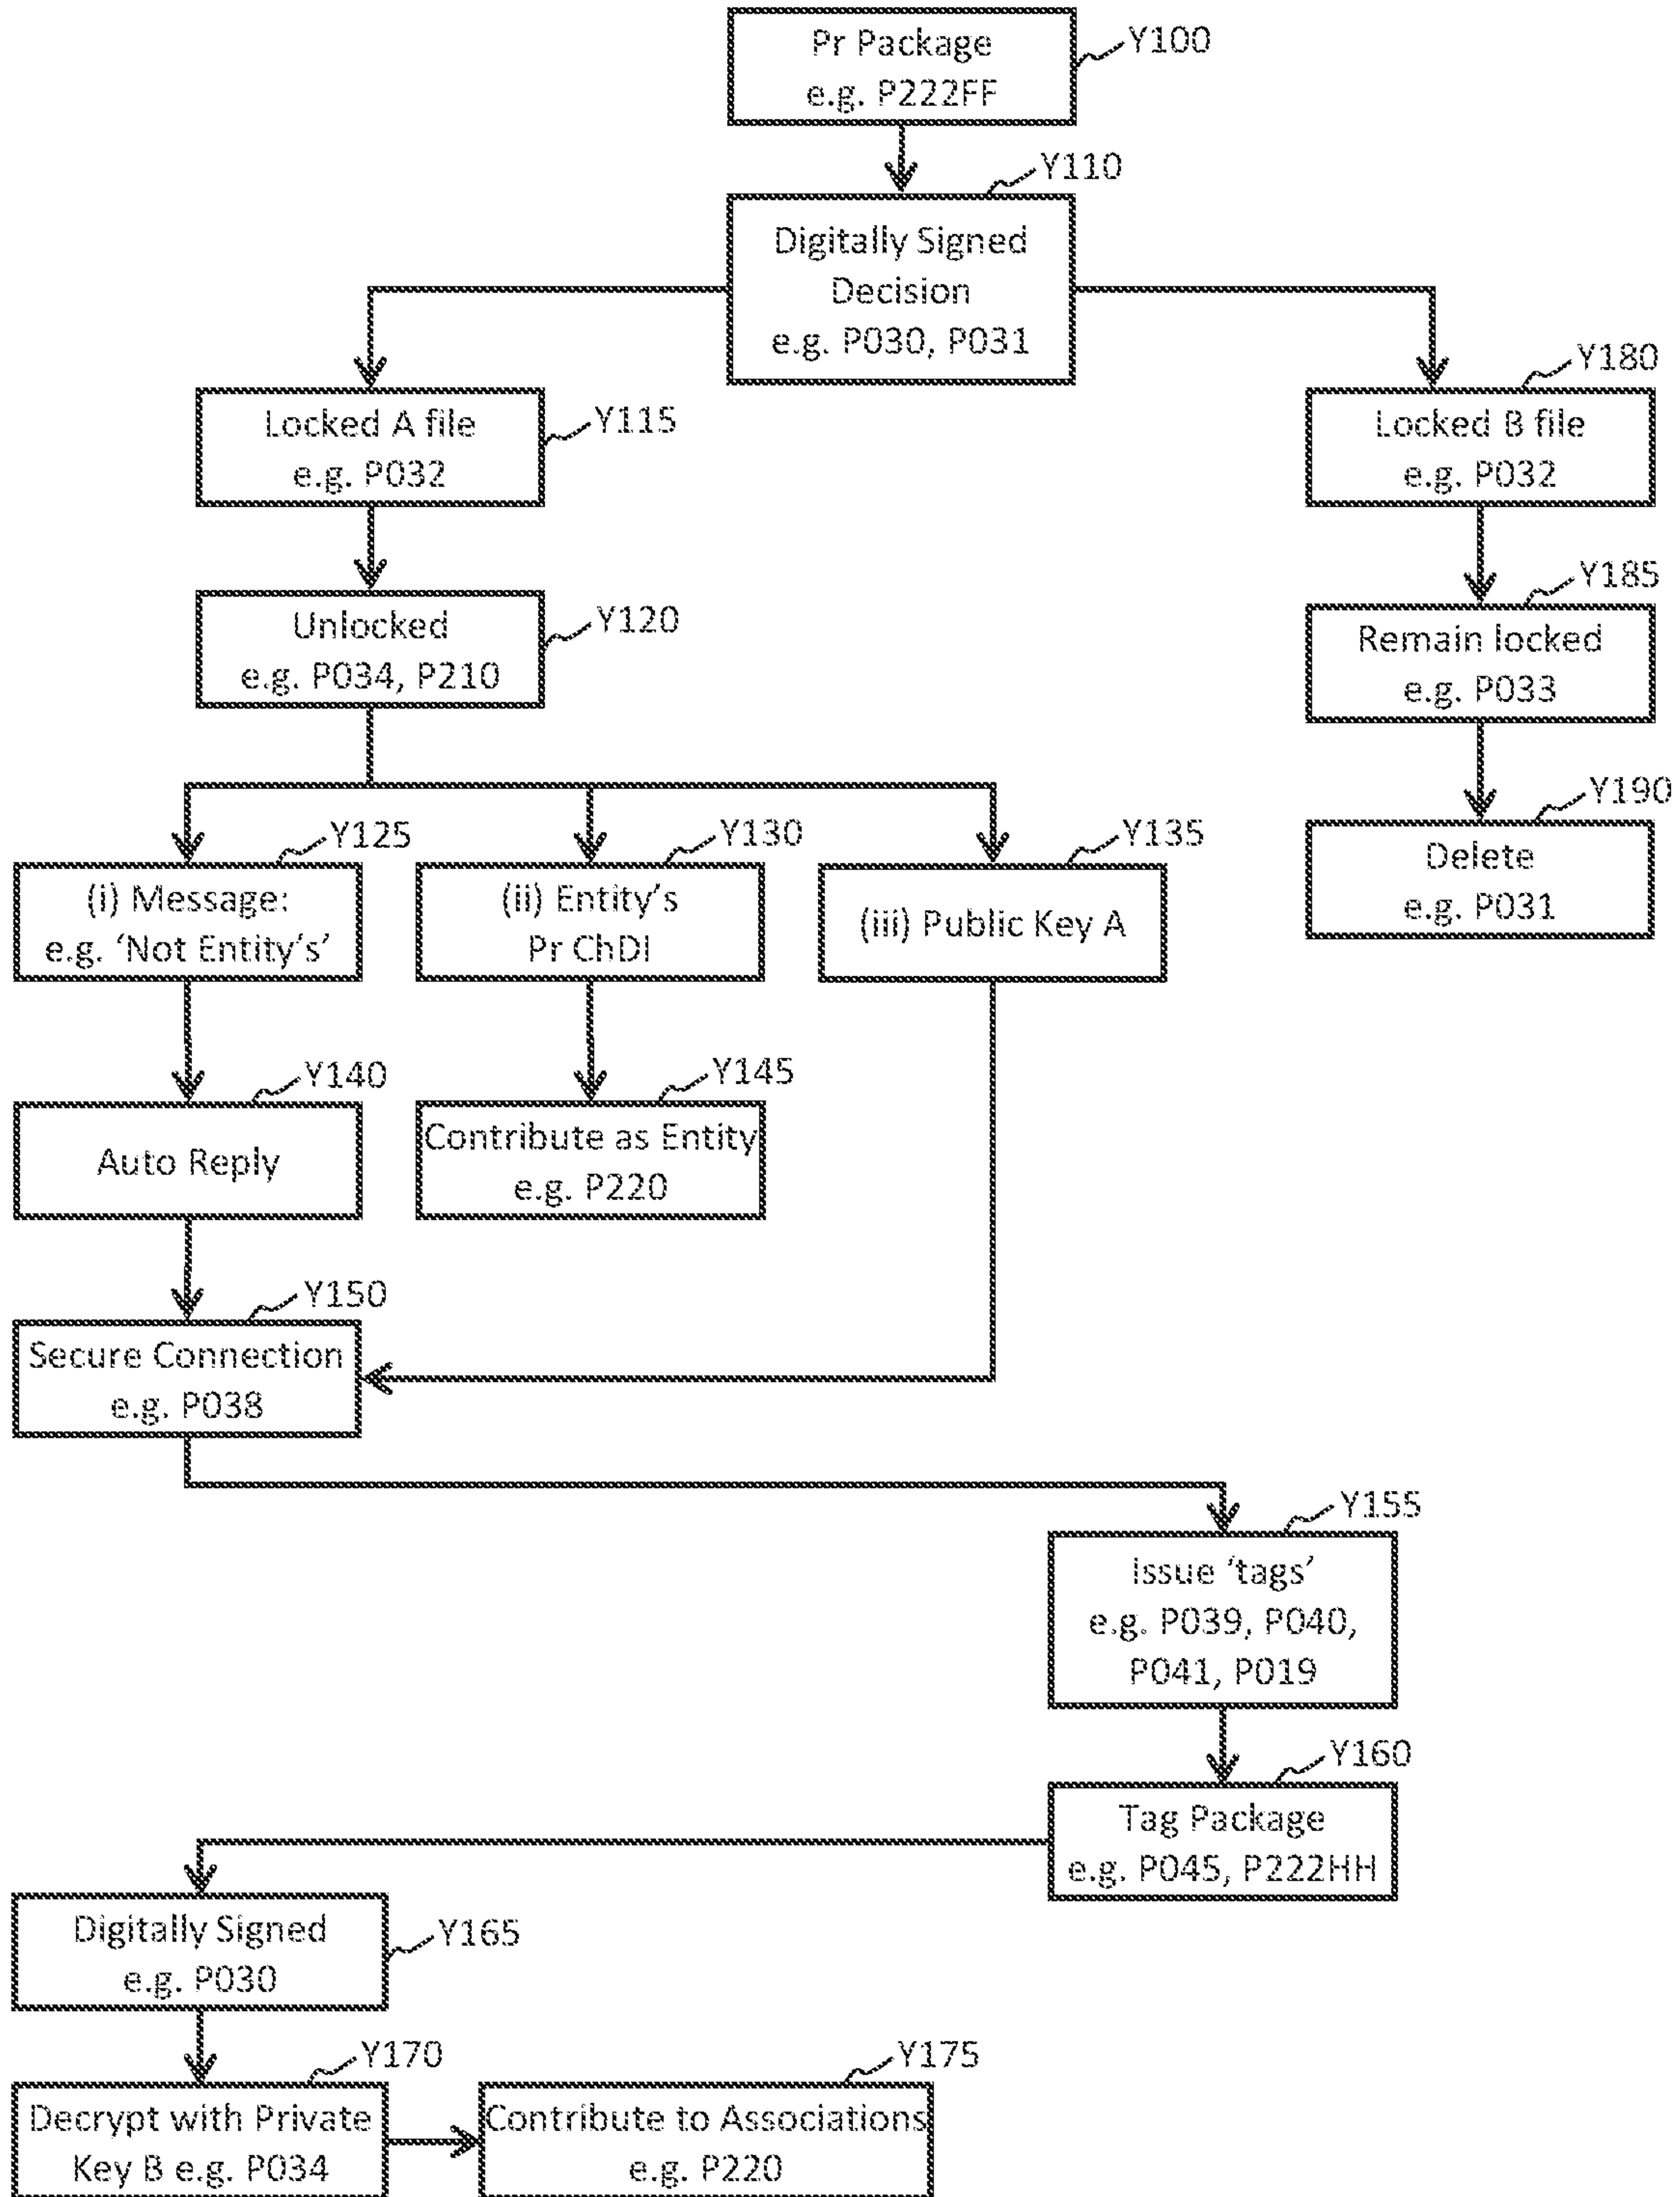 Pr Package
e.g. P222FF
Y100
Y110
Digitally Signed
Decision
e.g. P030, P031
Locked A file
e.g. P032
Y115
Y180
Locked B file
e.g. P032
Unlocked
e.g. P034, P210
Y120
Y185
Remain locked
e.g. P033
Y190
Delete
e.g. P031
Y125
(i) Message:
e.g. ‘Not Entity’s’
Y130
(ii) Entity’s
Pr ChDI
Y135
(iii) Public Key A
Y140
Auto Reply
Y145
Contribute as Entity
e.g. P220
Y150
Secure Connection
e.g. P038
Y155
Issue ‘tags’
e.g. P039, P040,
P041, P019
Y160
Tag Package
e.g. P045, P222HH
Digitally Signed
e.g. P030
Y165
Y170
Decrypt with Private
Key B e.g. P034
Y175
Contribute to Associations
e.g. P220